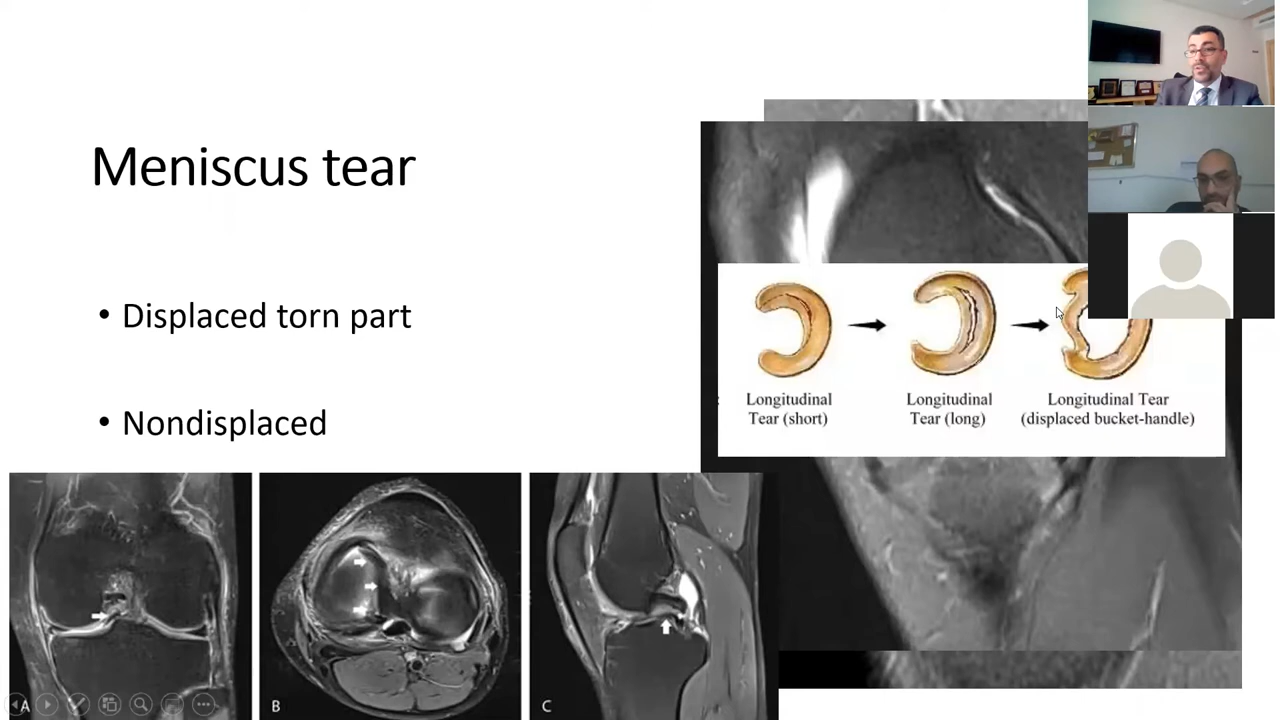 Meniscus tear
• Displaced torn part
• Nondisplaced
Longitudinal
Tear (short)
Longitudinal
Tear (long)
Longitudinal Tear
(displaced bucket-handle)
A
B
C